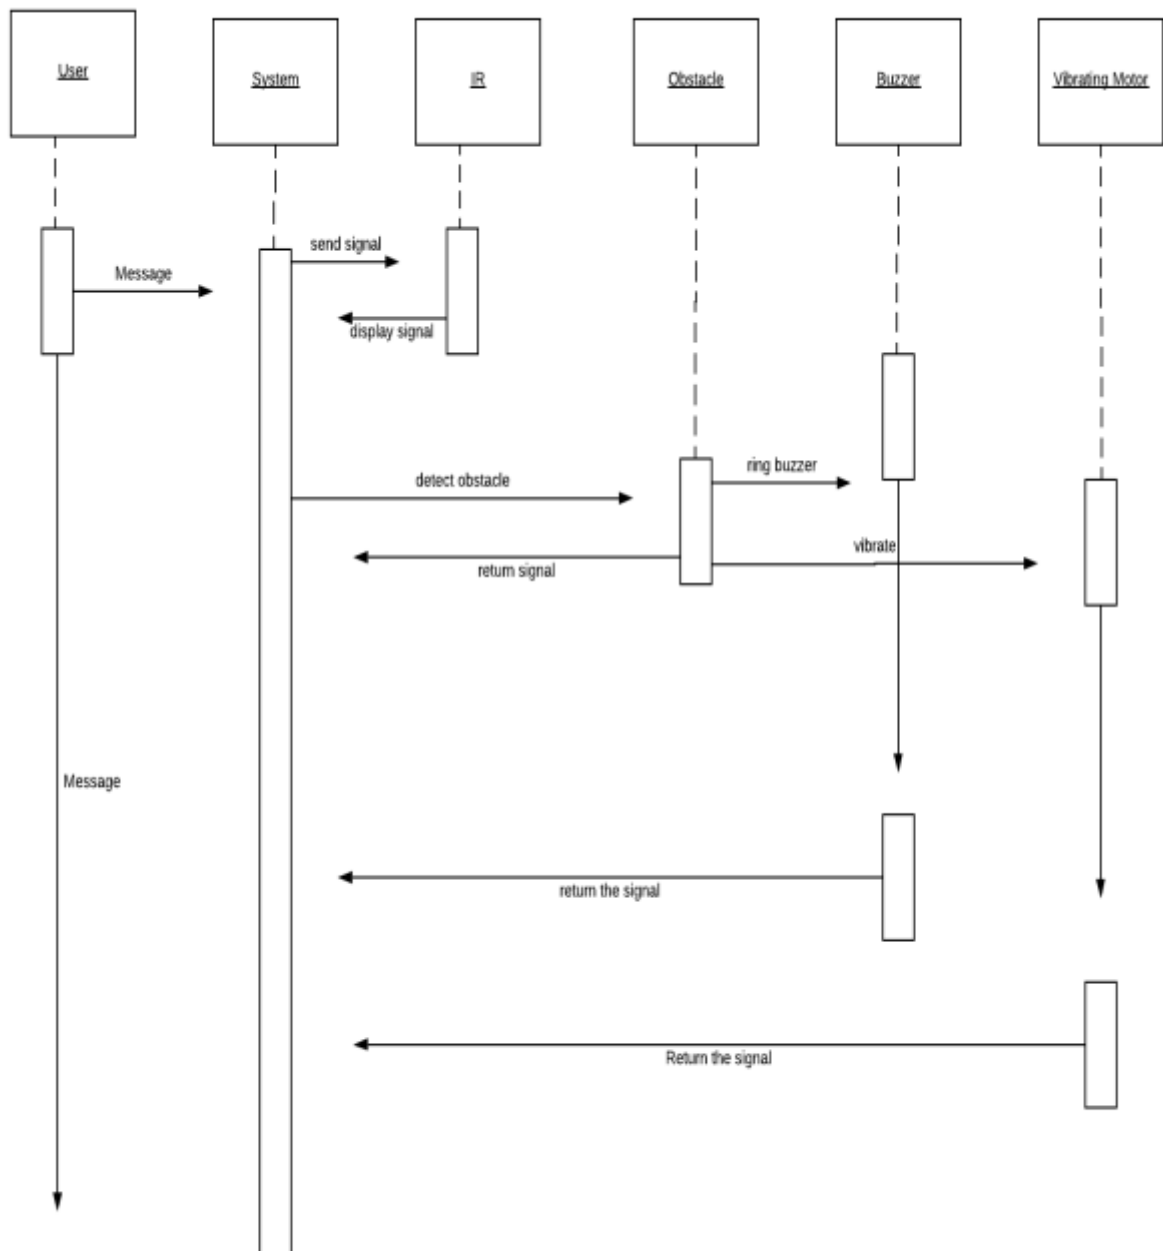 User
System
IR
Obstacle
Buzzer
Vibrating Motor
send signal
Message
display signal
ring buzzer
detect obstacle
vibrate
return signal
Message
return the signal
Return the signal